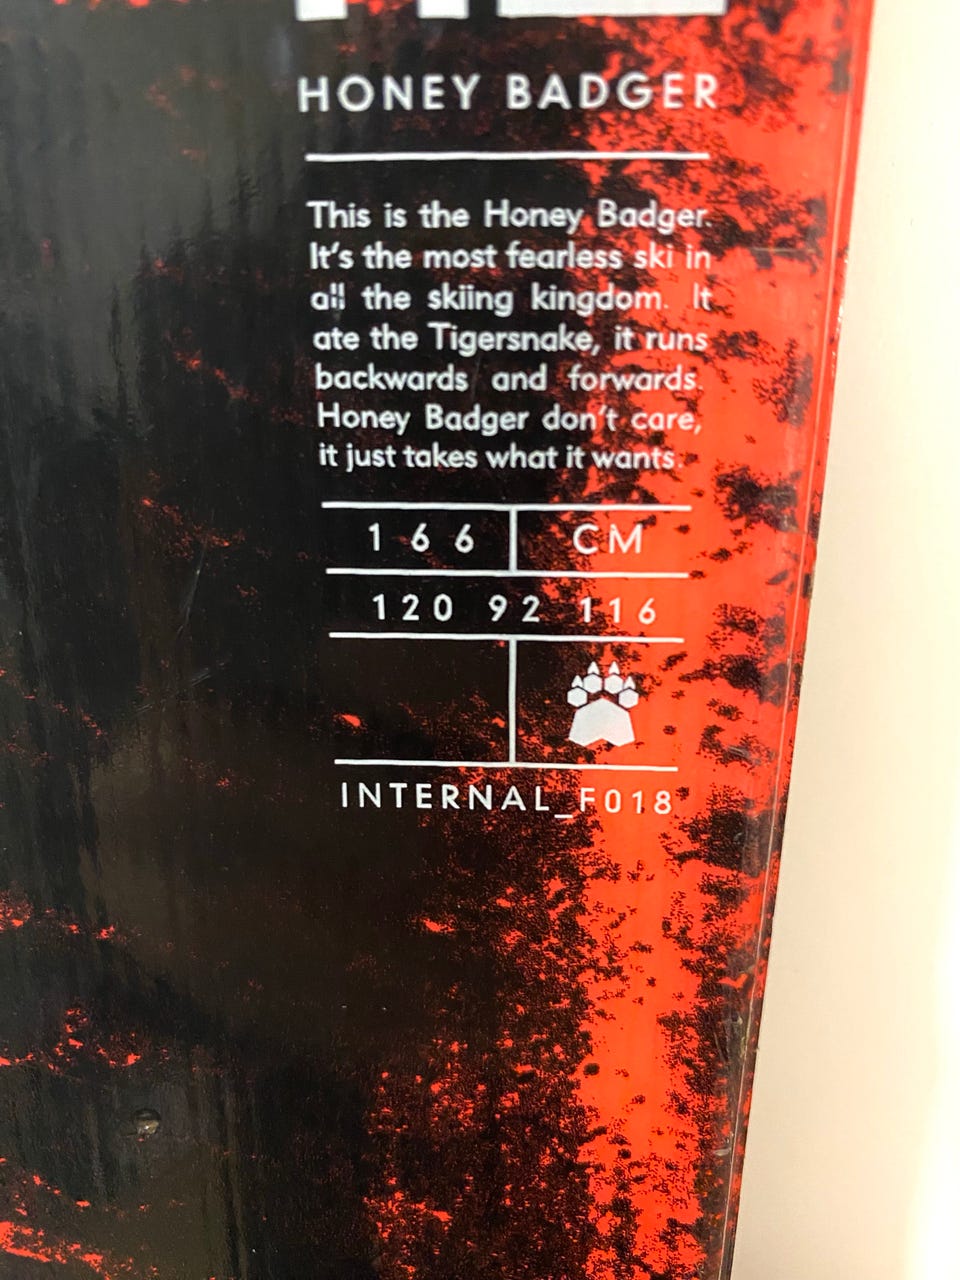 HONEY BADGER
This is the Honey Badger.
It's the most fearless ski in
all the skiing kingdom. It
ate the Tigersnake, it runs
backwards and forwards.
Honey Badger don't care,
it just takes what it wants.
166 CM
120 92 116
INTERNAL_F018